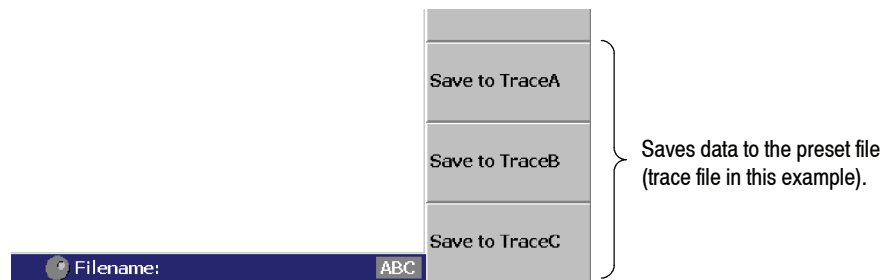 Save to TraceA
Save to TraceB
Save to TraceC
Saves data to the preset file
(trace file in this example).
Filename:
ABC